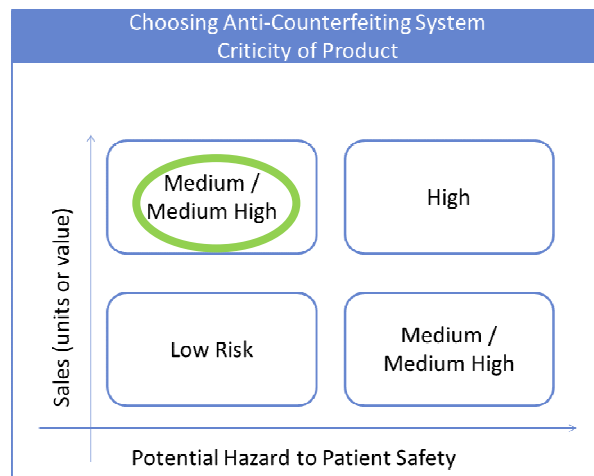 Choosing Anti-Counterfeiting System
Criticity of Product
Medium /
Medium High
High
Sales (units or value)
Low Risk
Medium /
Medium High
Potential Hazard to Patient Safety